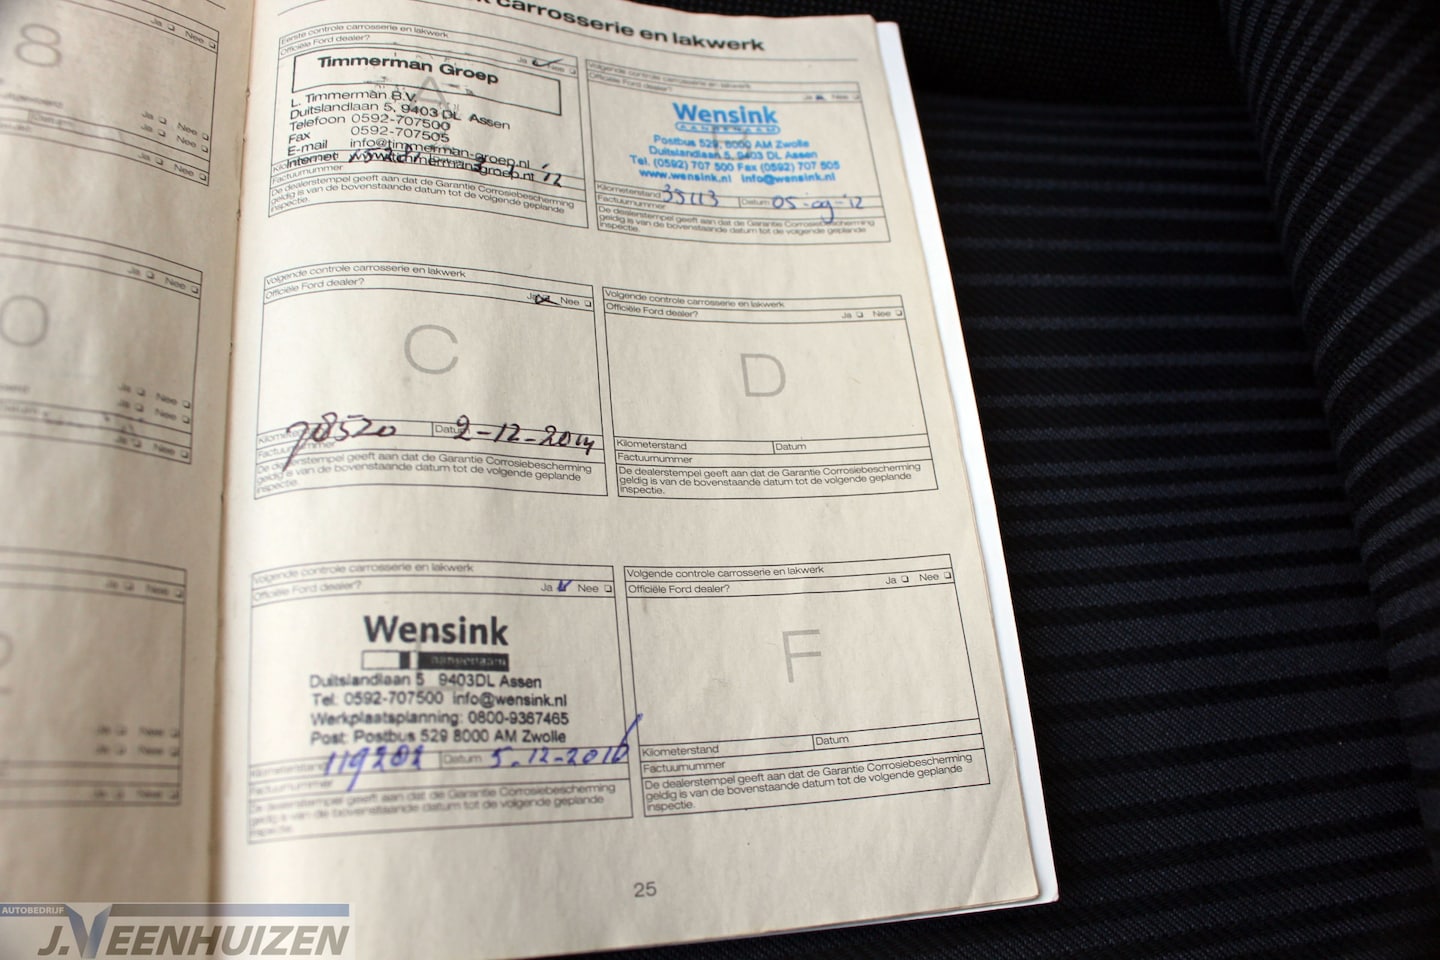 carrosserie en lakwerk
Eerste controle carrosserie en lakwerk
Officiële Ford dealer?
Ja Nee
Timmerman Groep
L. Timmerman B.V.
Duitslandlaan 5, 9403 DL Assen
Telefoon 0592-707500
Fax 0592-707505
E-mail info@timmerman-groep.nl
Internet
Factuurnummer
De dealerstempel geeft aan dat de Garantie Corrosiebescherming
geldig is van de bovenstaande datum tot de volgende geplande
inspectie.
Volgende controle carrosserie en lakwerk
Officiële Ford dealer?
Ja Nee
Wensink
AANGENAAM
Postbus 529, 8000 AM Zwolle
Duitslandlaan 5, 9403 DL Assen
Tel. (0592) 707 500 Fax (0592) 707 505
www.wensink.nl info@wensink.nl
Kilometerstand Datum 05-09-'12
Factuurnummer
De dealerstempel geeft aan dat de Garantie Corrosiebescherming
geldig is van de bovenstaande datum tot de volgende geplande
inspectie.
Volgende controle carrosserie en lakwerk
Officiële Ford dealer?
Ja Nee
C
78520 Datum 2-12-2014
De dealerstempel geeft aan dat de Garantie Corrosiebescherming
geldig is van de bovenstaande datum tot de volgende geplande
inspectie.
Volgende controle carrosserie en lakwerk
Officiële Ford dealer?
Ja Nee
D
Kilometerstand Datum
Factuurnummer
De dealerstempel geeft aan dat de Garantie Corrosiebescherming
geldig is van de bovenstaande datum tot de volgende geplande
inspectie.
Volgende controle carrosserie en lakwerk
Officiële Ford dealer?
Ja Nee
Wensink
aangenaam
Duitslandlaan 5 9403DL Assen
Tel: 0592-707500 info@wensink.nl
Werkplaatsplanning: 0800-9367465
Post: Postbus 529 8000 AM Zwolle
Kilometerstand 119202 Datum 5.12-2016
Factuurnummer
De dealerstempel geeft aan dat de Garantie Corrosiebescherming
geldig is van de bovenstaande datum tot de volgende geplande
inspectie.
Volgende controle carrosserie en lakwerk
Officiële Ford dealer?
Ja Nee
F
Kilometerstand Datum
Factuurnummer
De dealerstempel geeft aan dat de Garantie Corrosiebescherming
geldig is van de bovenstaande datum tot de volgende geplande
inspectie.
25
AUTOBEDRIJF
J.VEENHUIZEN